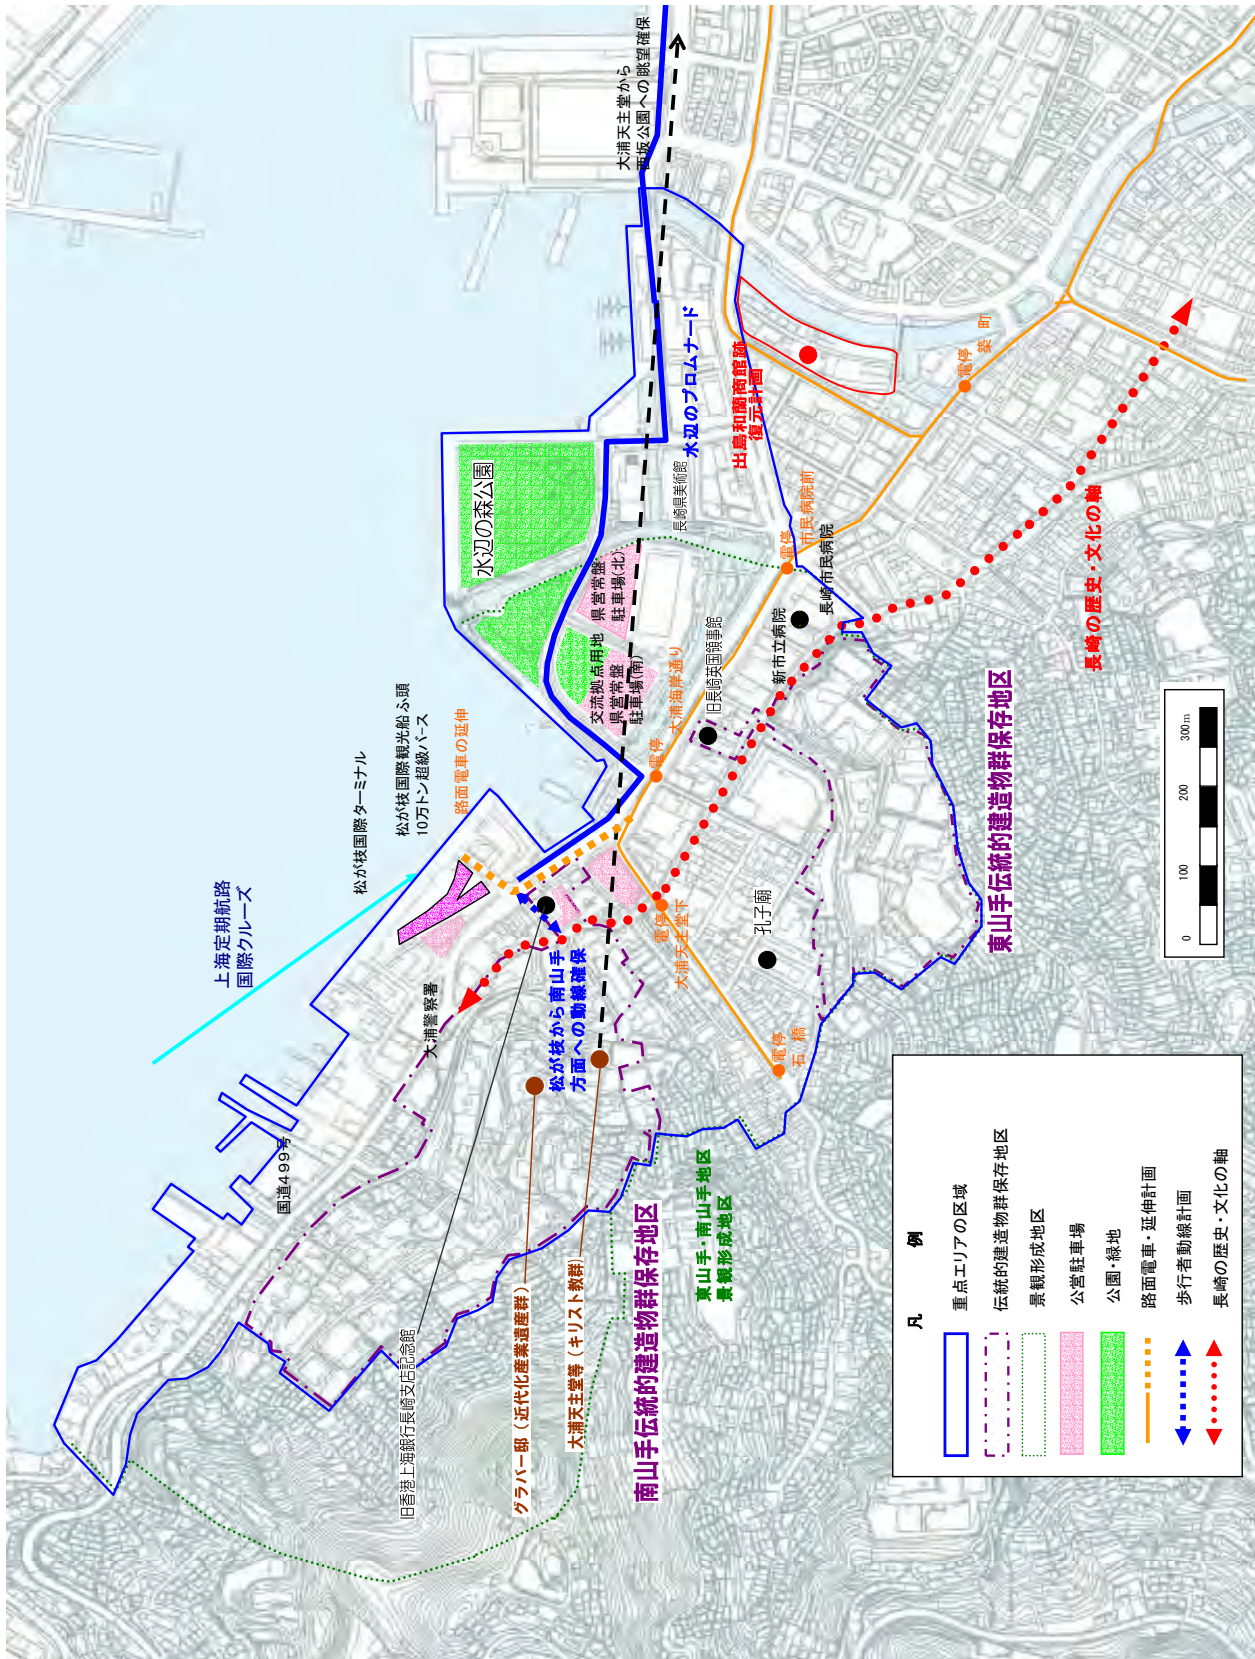 大浦天主堂から
西坂公園への眺望確保
水辺のプロムナード
出島和蘭商館跡
復元計画
電停
築町
水辺の森公園
長崎県美術館
電停
市民病院前
長崎市民病院
県営常盤
駐車場(北)
交流拠点用地
県営常盤
駐車場(南)
新市立病院
旧長崎英国領事館
大浦海岸通り
電停
長崎の歴史・文化の軸
松が枝国際ターミナル
松が枝国際観光船ふ頭
10万トン超級バース
路面電車の延伸
上海定期航路
国際クルーズ
電停
大浦天主堂下
孔子廟
東山手伝統的建造物群保存地区
大浦警察署
松が枝から南山手
方面への動線確保
電停
石橋
国道499号
旧香港上海銀行長崎支店記念館
グラバー邸（近代化産業遺産群）
大浦天主堂等（キリスト教群）
南山手伝統的建造物群保存地区
東山手・南山手地区
景観形成地区
0 100 200 300m
凡例
重点エリアの区域
伝統的建造物群保存地区
景観形成地区
公営駐車場
公園・緑地
路面電車・延伸計画
歩行者動線計画
長崎の歴史・文化の軸